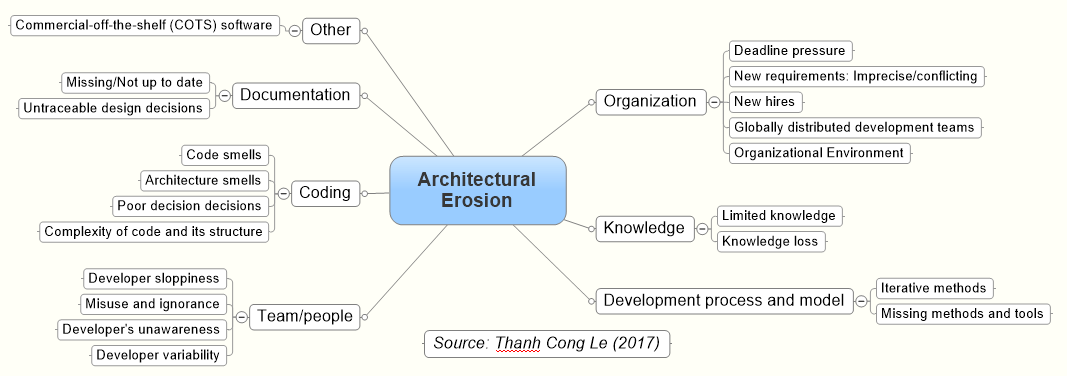 Commercial-off-the-shelf (COTS) software
Other
Missing/Not up to date
Documentation
Untraceable design decisions
Code smells
Architecture smells
Coding
Poor decision decisions
Complexity of code and its structure
Developer sloppiness
Misuse and ignorance
Team/people
Developer's unawareness
Developer variability
Architectural
Erosion
Organization
Deadline pressure
New requirements: Imprecise/conflicting
New hires
Globally distributed development teams
Organizational Environment
Knowledge
Limited knowledge
Knowledge loss
Development process and model
Iterative methods
Missing methods and tools
Source: Thanh Cong Le (2017)